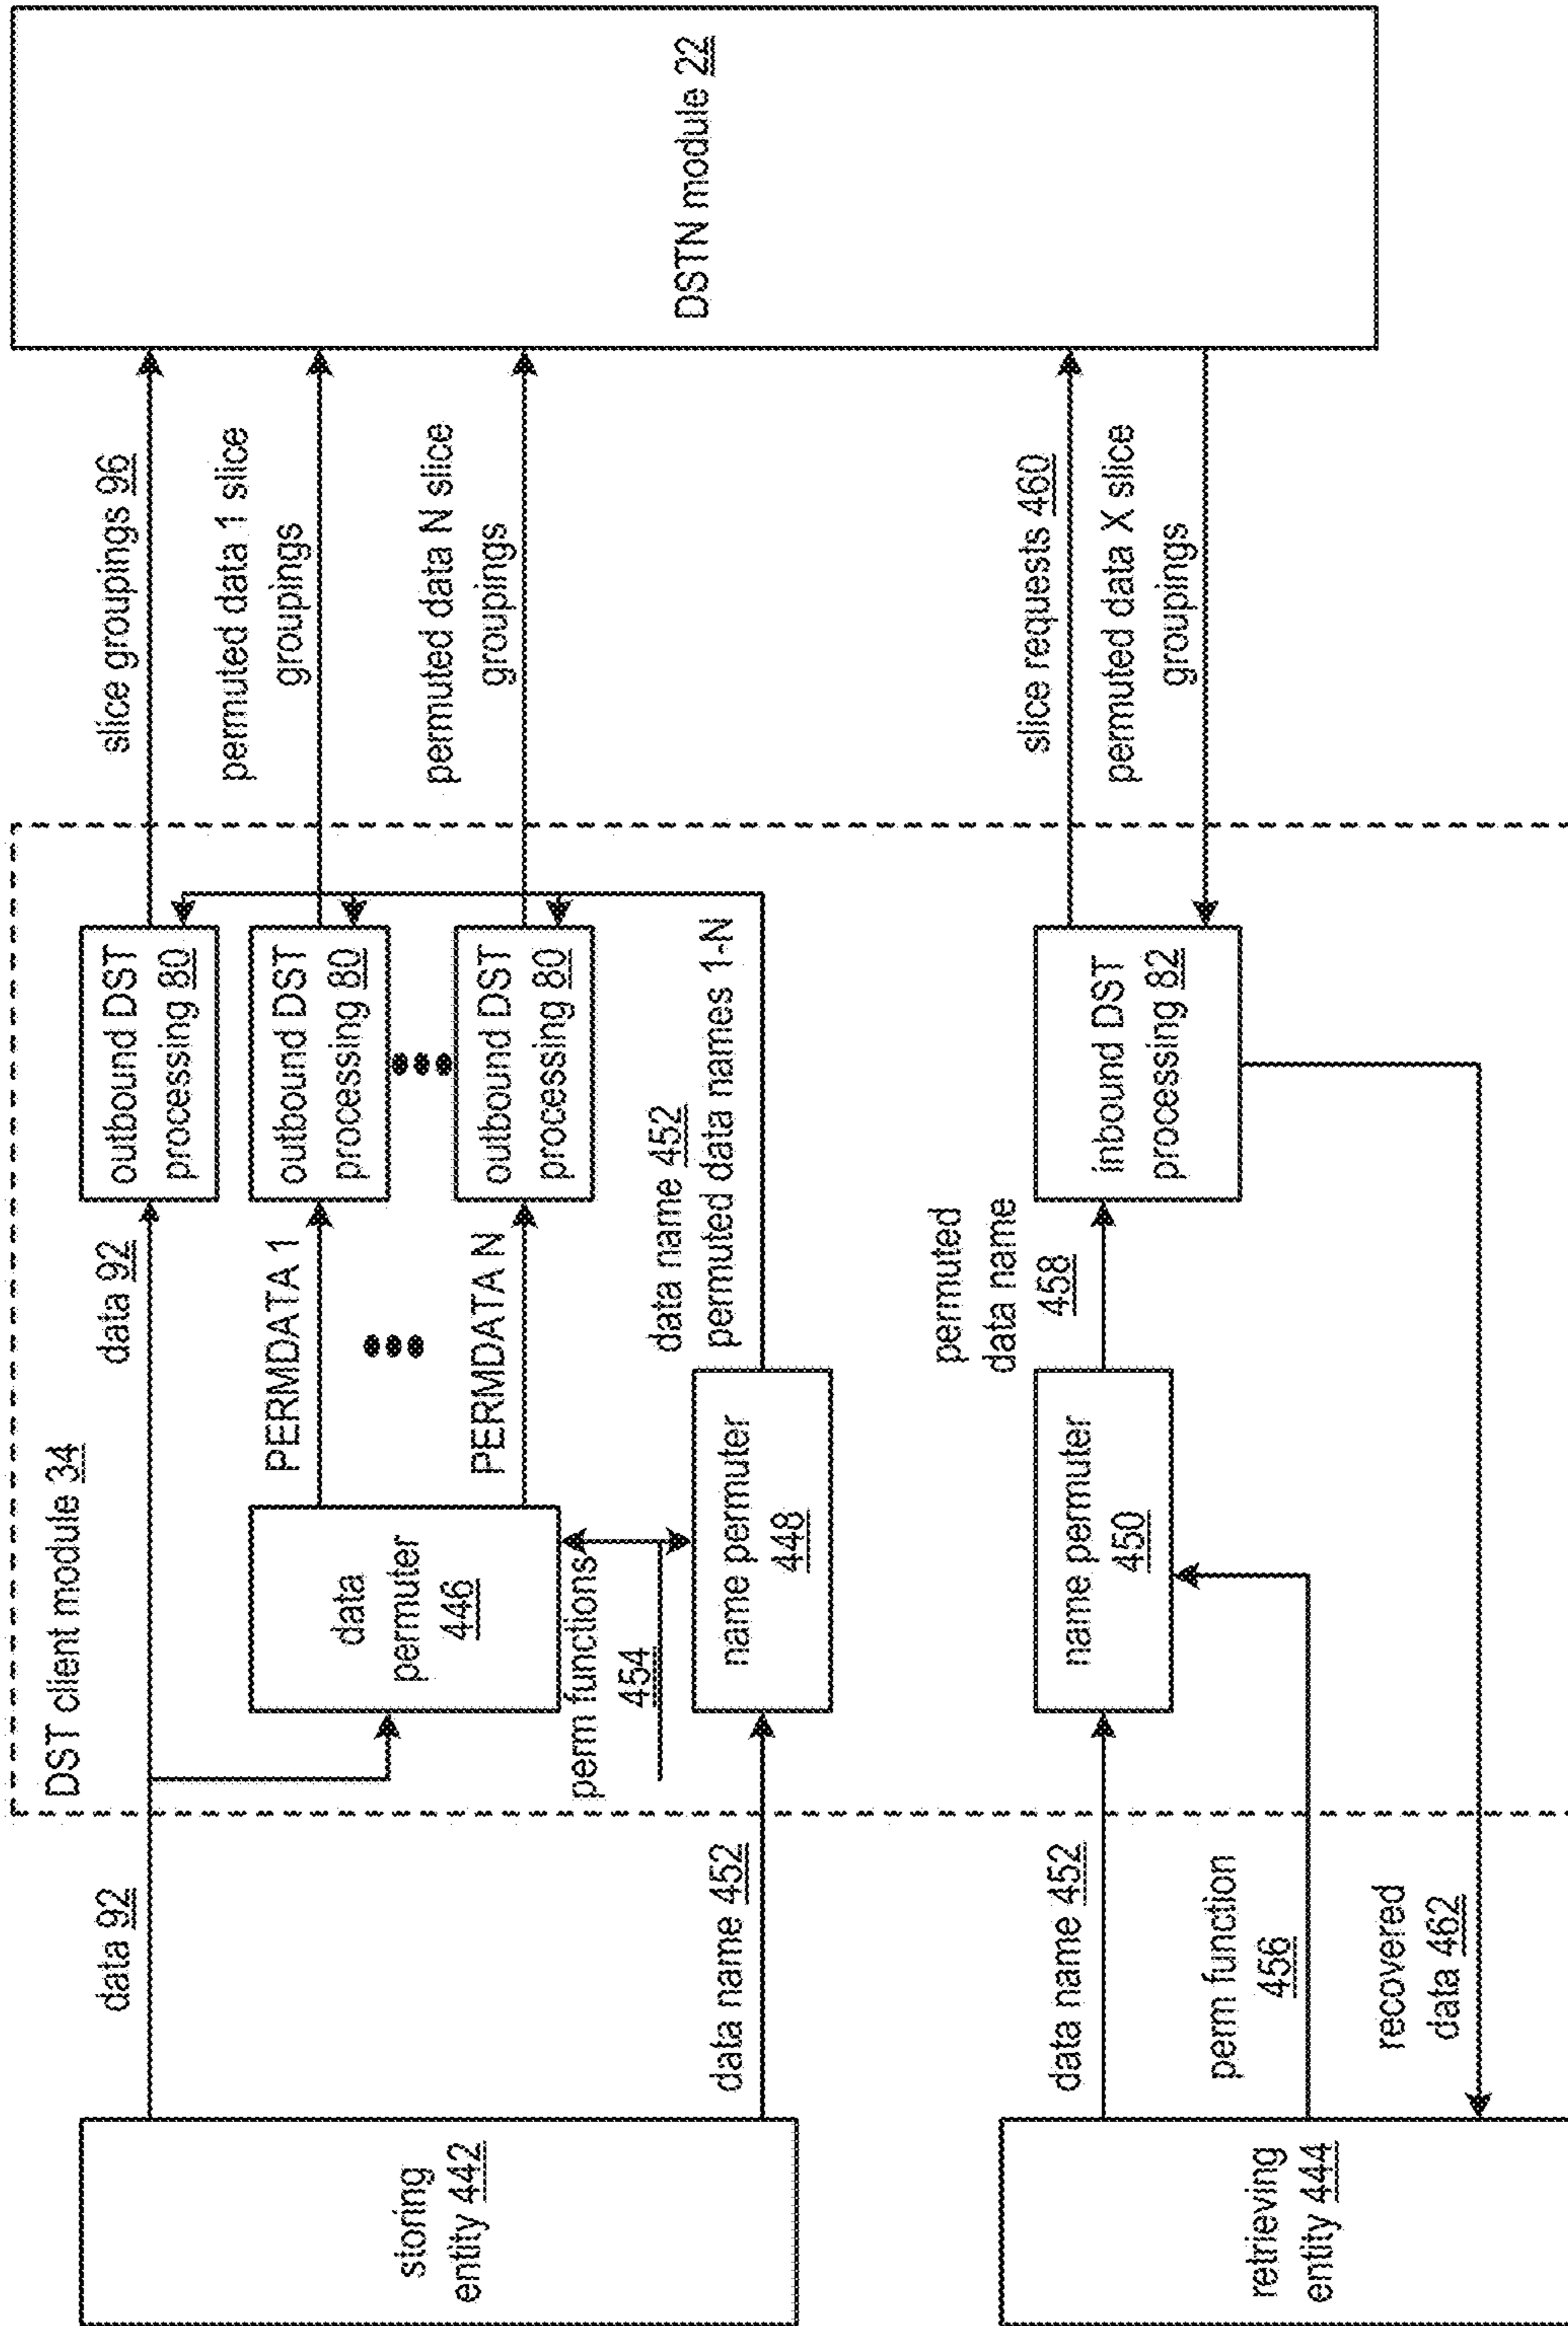 storing
entity 442
data 92
data name 452
DST client module 34
data
permuter
446
perm functions
454
name permuter
448
PERMDATA 1
PERMDATA N
data 92
data name 452
permuted data names 1-N
outbound DST
processing 80
outbound DST
processing 80
outbound DST
processing 80
slice groupings 96
permuted data 1 slice
groupings
permuted data N slice
groupings
DSTN module 22
retrieving
entity 444
data name 452
perm function
456
recovered
data 462
name permuter
450
permuted
data name
458
inbound DST
processing 82
slice requests 460
permuted data X slice
groupings